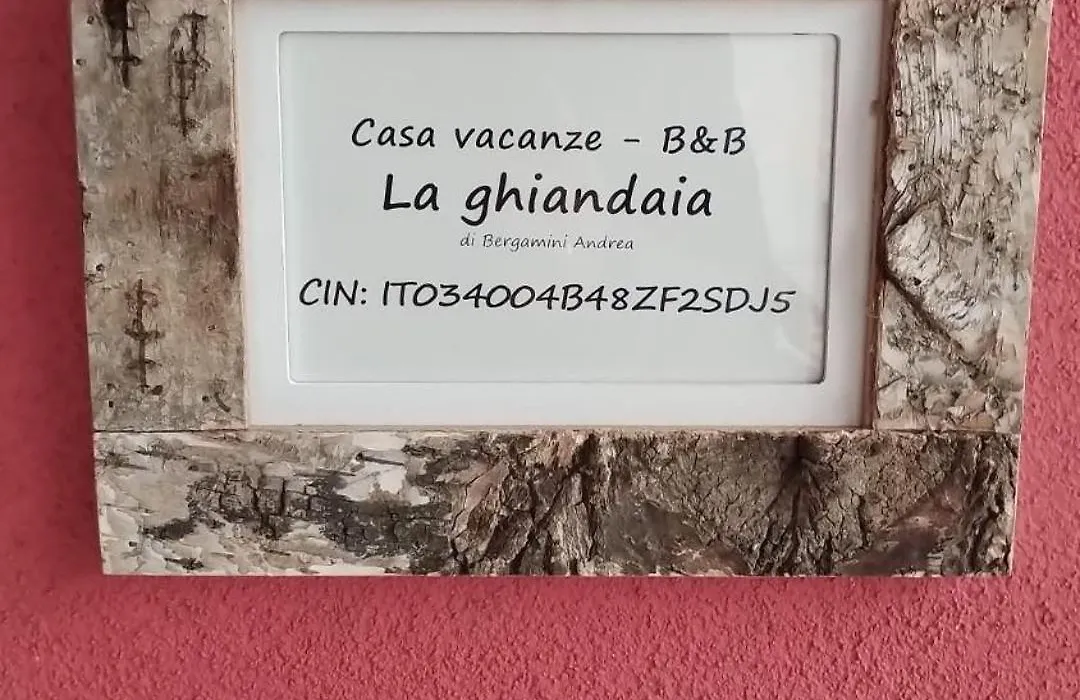 Casa vacanze - B&B
La ghiandaia
di Bergamini Andrea
CIN: IT034004B48ZF2SDJ5